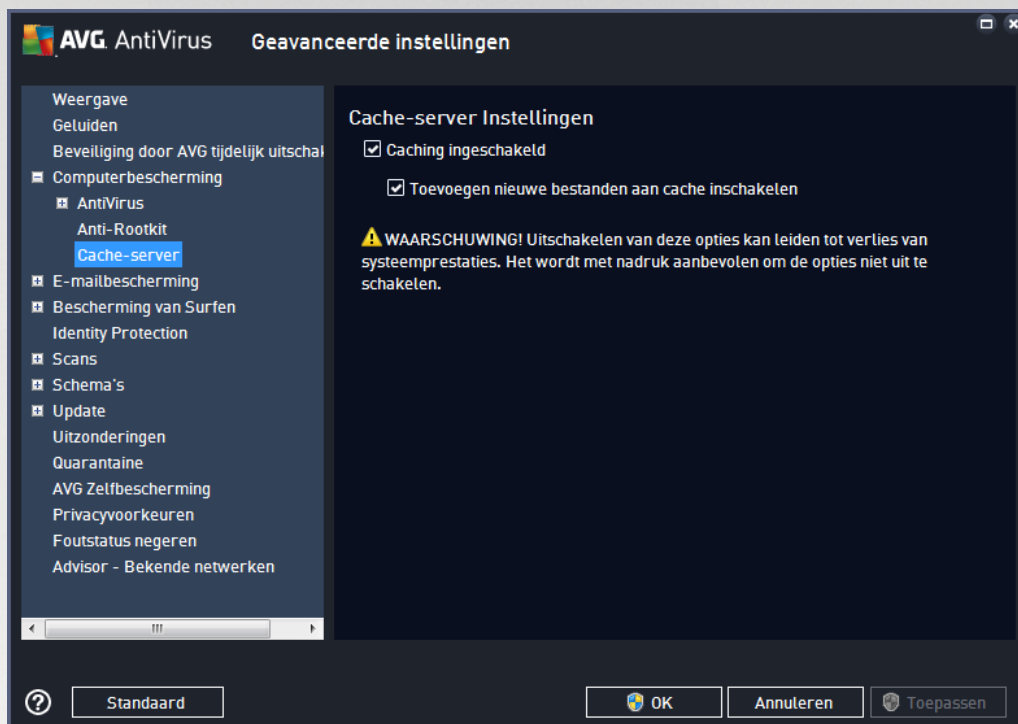 AVG. AntiVirus
Geavanceerde instellingen
Weergave
Geluiden
Beveiliging door AVG tijdelijk uitschak
Computerbescherming
AntiVirus
Anti-Rootkit
Cache-server
E-mailbescherming
Bescherming van Surfen
Identity Protection
Scans
Schema's
Update
Uitzonderingen
Quarantaine
AVG Zelfbescherming
Privacyvoorkeuren
Foutstatus negeren
Advisor - Bekende netwerken
Cache-server Instellingen
Caching ingeschakeld
Toevoegen nieuwe bestanden aan cache inschakelen
WAARSCHUWING! Uitschakelen van deze opties kan leiden tot verlies van
systeemprestaties. Het wordt met nadruk aanbevolen om de opties niet uit te
schakelen.
?
Standaard
OK
Annuleren
Toepassen